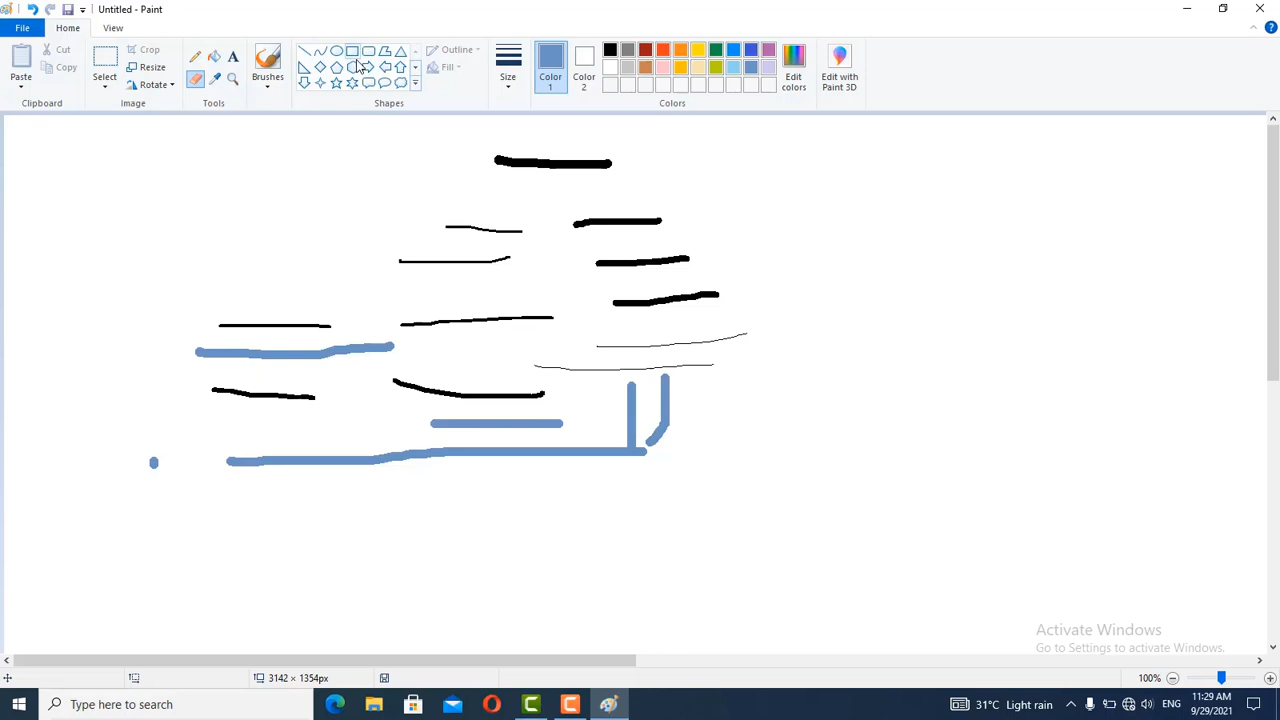 Untitled - Paint
File
Home
View
Paste
Cut
Copy
Clipboard
Select
Crop
Resize
Rotate
Image
Tools
Brushes
Outline
Fill
Shapes
Size
Color
1
Color
2
Edit
colors
Colors
Edit with
Paint 3D
Activate Windows
Go to Settings to activate Windows.
3142 × 1354px
100%
Type here to search
31°C Light rain
ENG
11:29 AM
9/29/2021